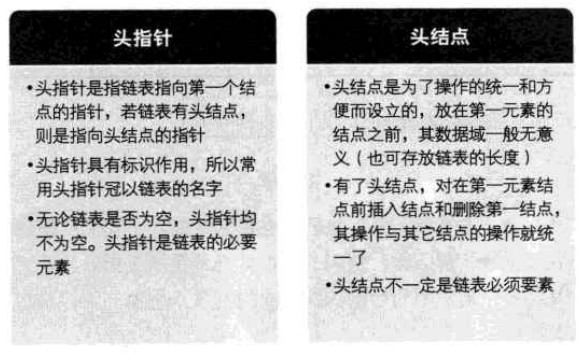 头指针
•头指针是指链表指向第一个结
点的指针，若链表有头结点，
则是指向头结点的指针
•头指针具有标识作用，所以常
用头指针冠以链表的名字
•无论链表是否为空，头指针均
不为空。头指针是链表的必要
元素
头结点
•头结点是为了操作的统一和方
便而设立的，放在第一元素的
结点之前，其数据域一般无意
义（也可存放链表的长度）
•有了头结点，对在第一元素结
点前插入结点和删除第一结点，
其操作与其它结点的操作就统
一了
•头结点不一定是链表必须要素